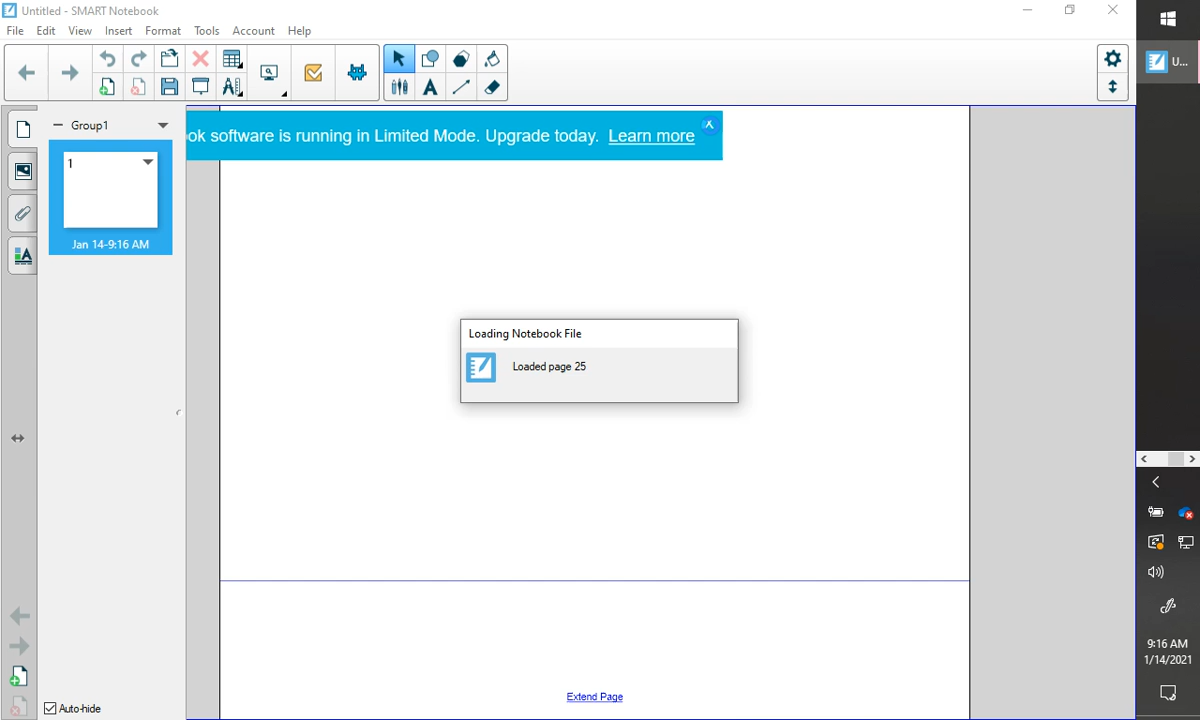 Untitled - SMART Notebook
File Edit View Insert Format Tools Account Help
U...
Group1
ok software is running in Limited Mode. Upgrade today. Learn more
1
Jan 14-9:16 AM
Loading Notebook File
Loaded page 25
9:16 AM
1/14/2021
Extend Page
Auto-hide